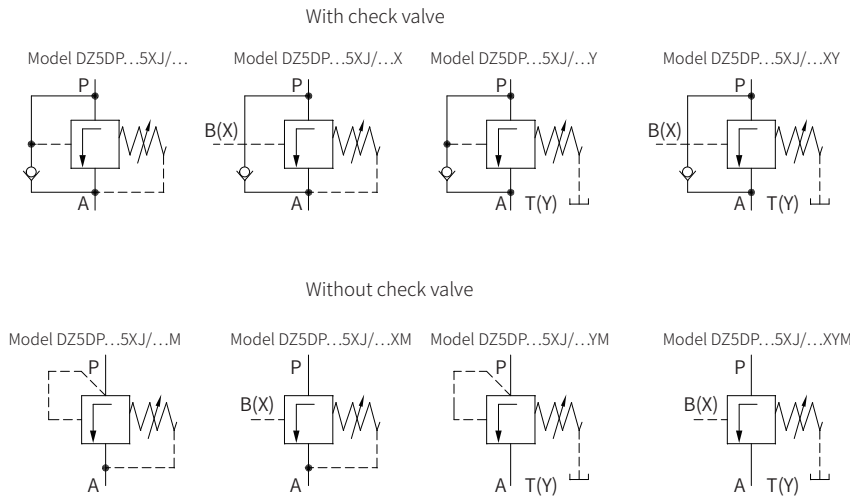 With check valve
Model DZ5DP...5XJ/... Model DZ5DP...5XJ/...X Model DZ5DP...5XJ/...Y Model DZ5DP...5XJ/...XY
P P P P
B(X) B(X)
A A A T(Y) A T(Y)
Without check valve
Model DZ5DP...5XJ/...M Model DZ5DP...5XJ/...XM Model DZ5DP...5XJ/...YM Model DZ5DP...5XJ/...XYM
P P P P
B(X) B(X)
A A A T(Y) A T(Y)